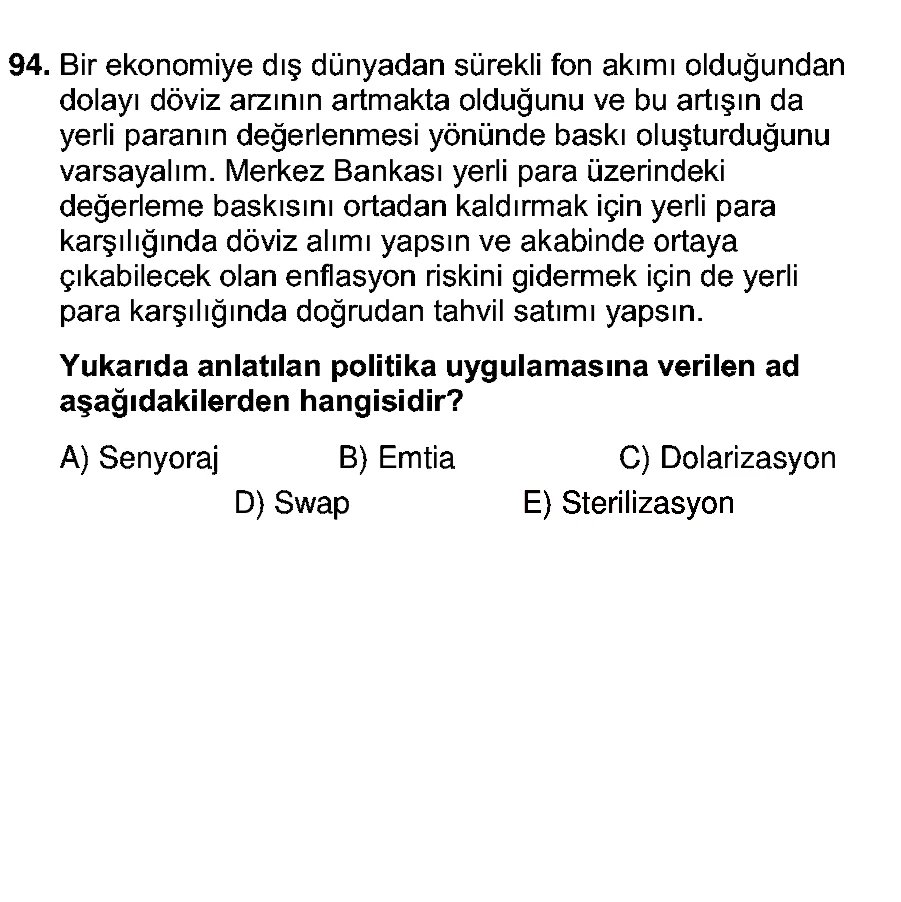 94. Bir ekonomiye dış dünyadan sürekli fon akımı olduğundan
dolayı döviz arzının artmakta olduğunu ve bu artışın da
yerli paranın değerlenmesi yönünde baskı oluşturduğunu
varsayalım. Merkez Bankası yerli para üzerindeki
değerleme baskısını ortadan kaldırmak için yerli para
karşılığında döviz alımı yapsın ve akabinde ortaya
çıkabilecek olan enflasyon riskini gidermek için de yerli
para karşılığında doğrudan tahvil satımı yapsın.
Yukarıda anlatılan politika uygulamasına verilen ad
aşağıdakilerden hangisidir?
A) Senyoraj B) Emtia C) Dolarizasyon
D) Swap E) Sterilizasyon